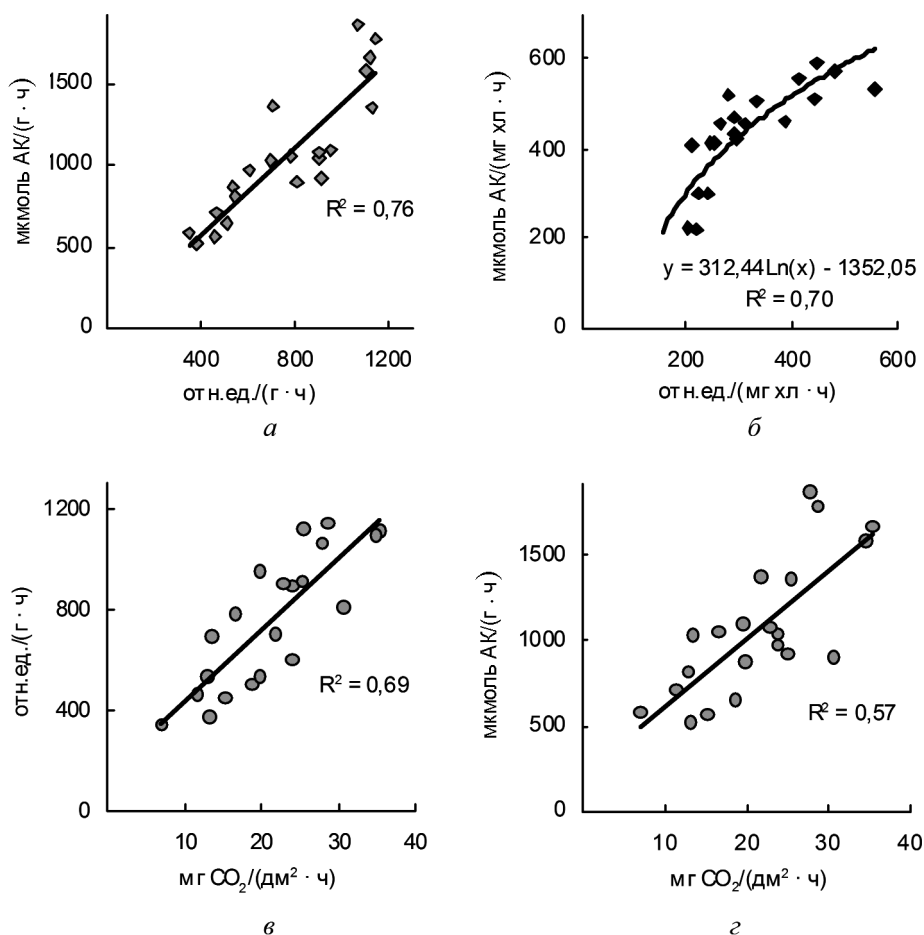 мкмоль АК/(г · ч)
1500
1000
500
0
R² = 0,76
400 800 1200
отн.ед./(г · ч)
а
мкмоль АК/(мг хл · ч)
600
400
200
0
y = 312,44Ln(x) - 1352,05
R² = 0,70
200 400 600
отн.ед./(мг хл · ч)
б
отн.ед./(г · ч)
1200
800
400
0
R² = 0,69
10 20 30 40
мг CO₂/(дм² · ч)
в
мкмоль АК/(г · ч)
1500
1000
500
0
R² = 0,57
10 20 30 40
мг CO₂/(дм² · ч)
г